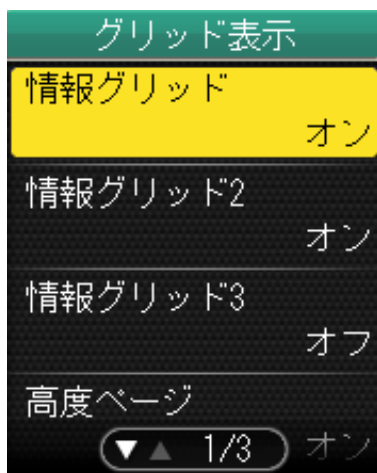 グリッド表示
情報グリッド
オン
情報グリッド2
オン
情報グリッド3
オフ
高度ページ
▼▲ 1/3 オン